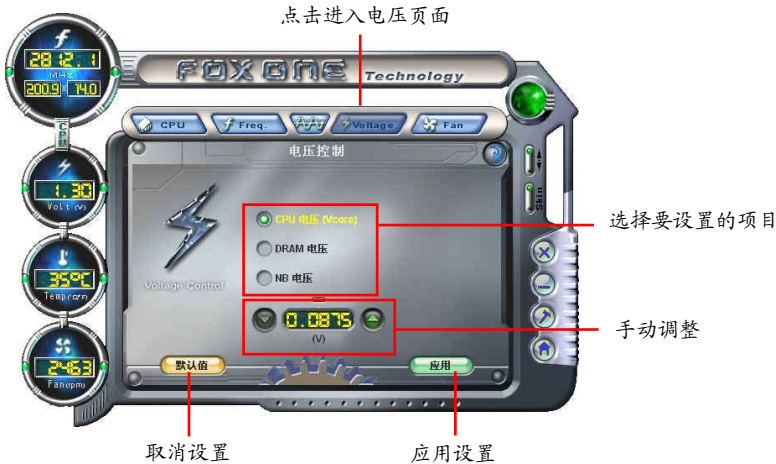 点击进入电压页面
FOX ONE Technology
2812.1
MHz
200.9 x 14.0
CPU
CPU Freq. Voltage Fan
电压控制
1.30
Volt (v)
CPU 电压 (Vcore)
DRAM 电压
NB 电压
Voltage Control
Skin
选择要设置的项目
35℃
Temp(℃/℉)
0.0875
(V)
手动调整
2463
Fan(rpm)
默认值
应用
取消设置
应用设置